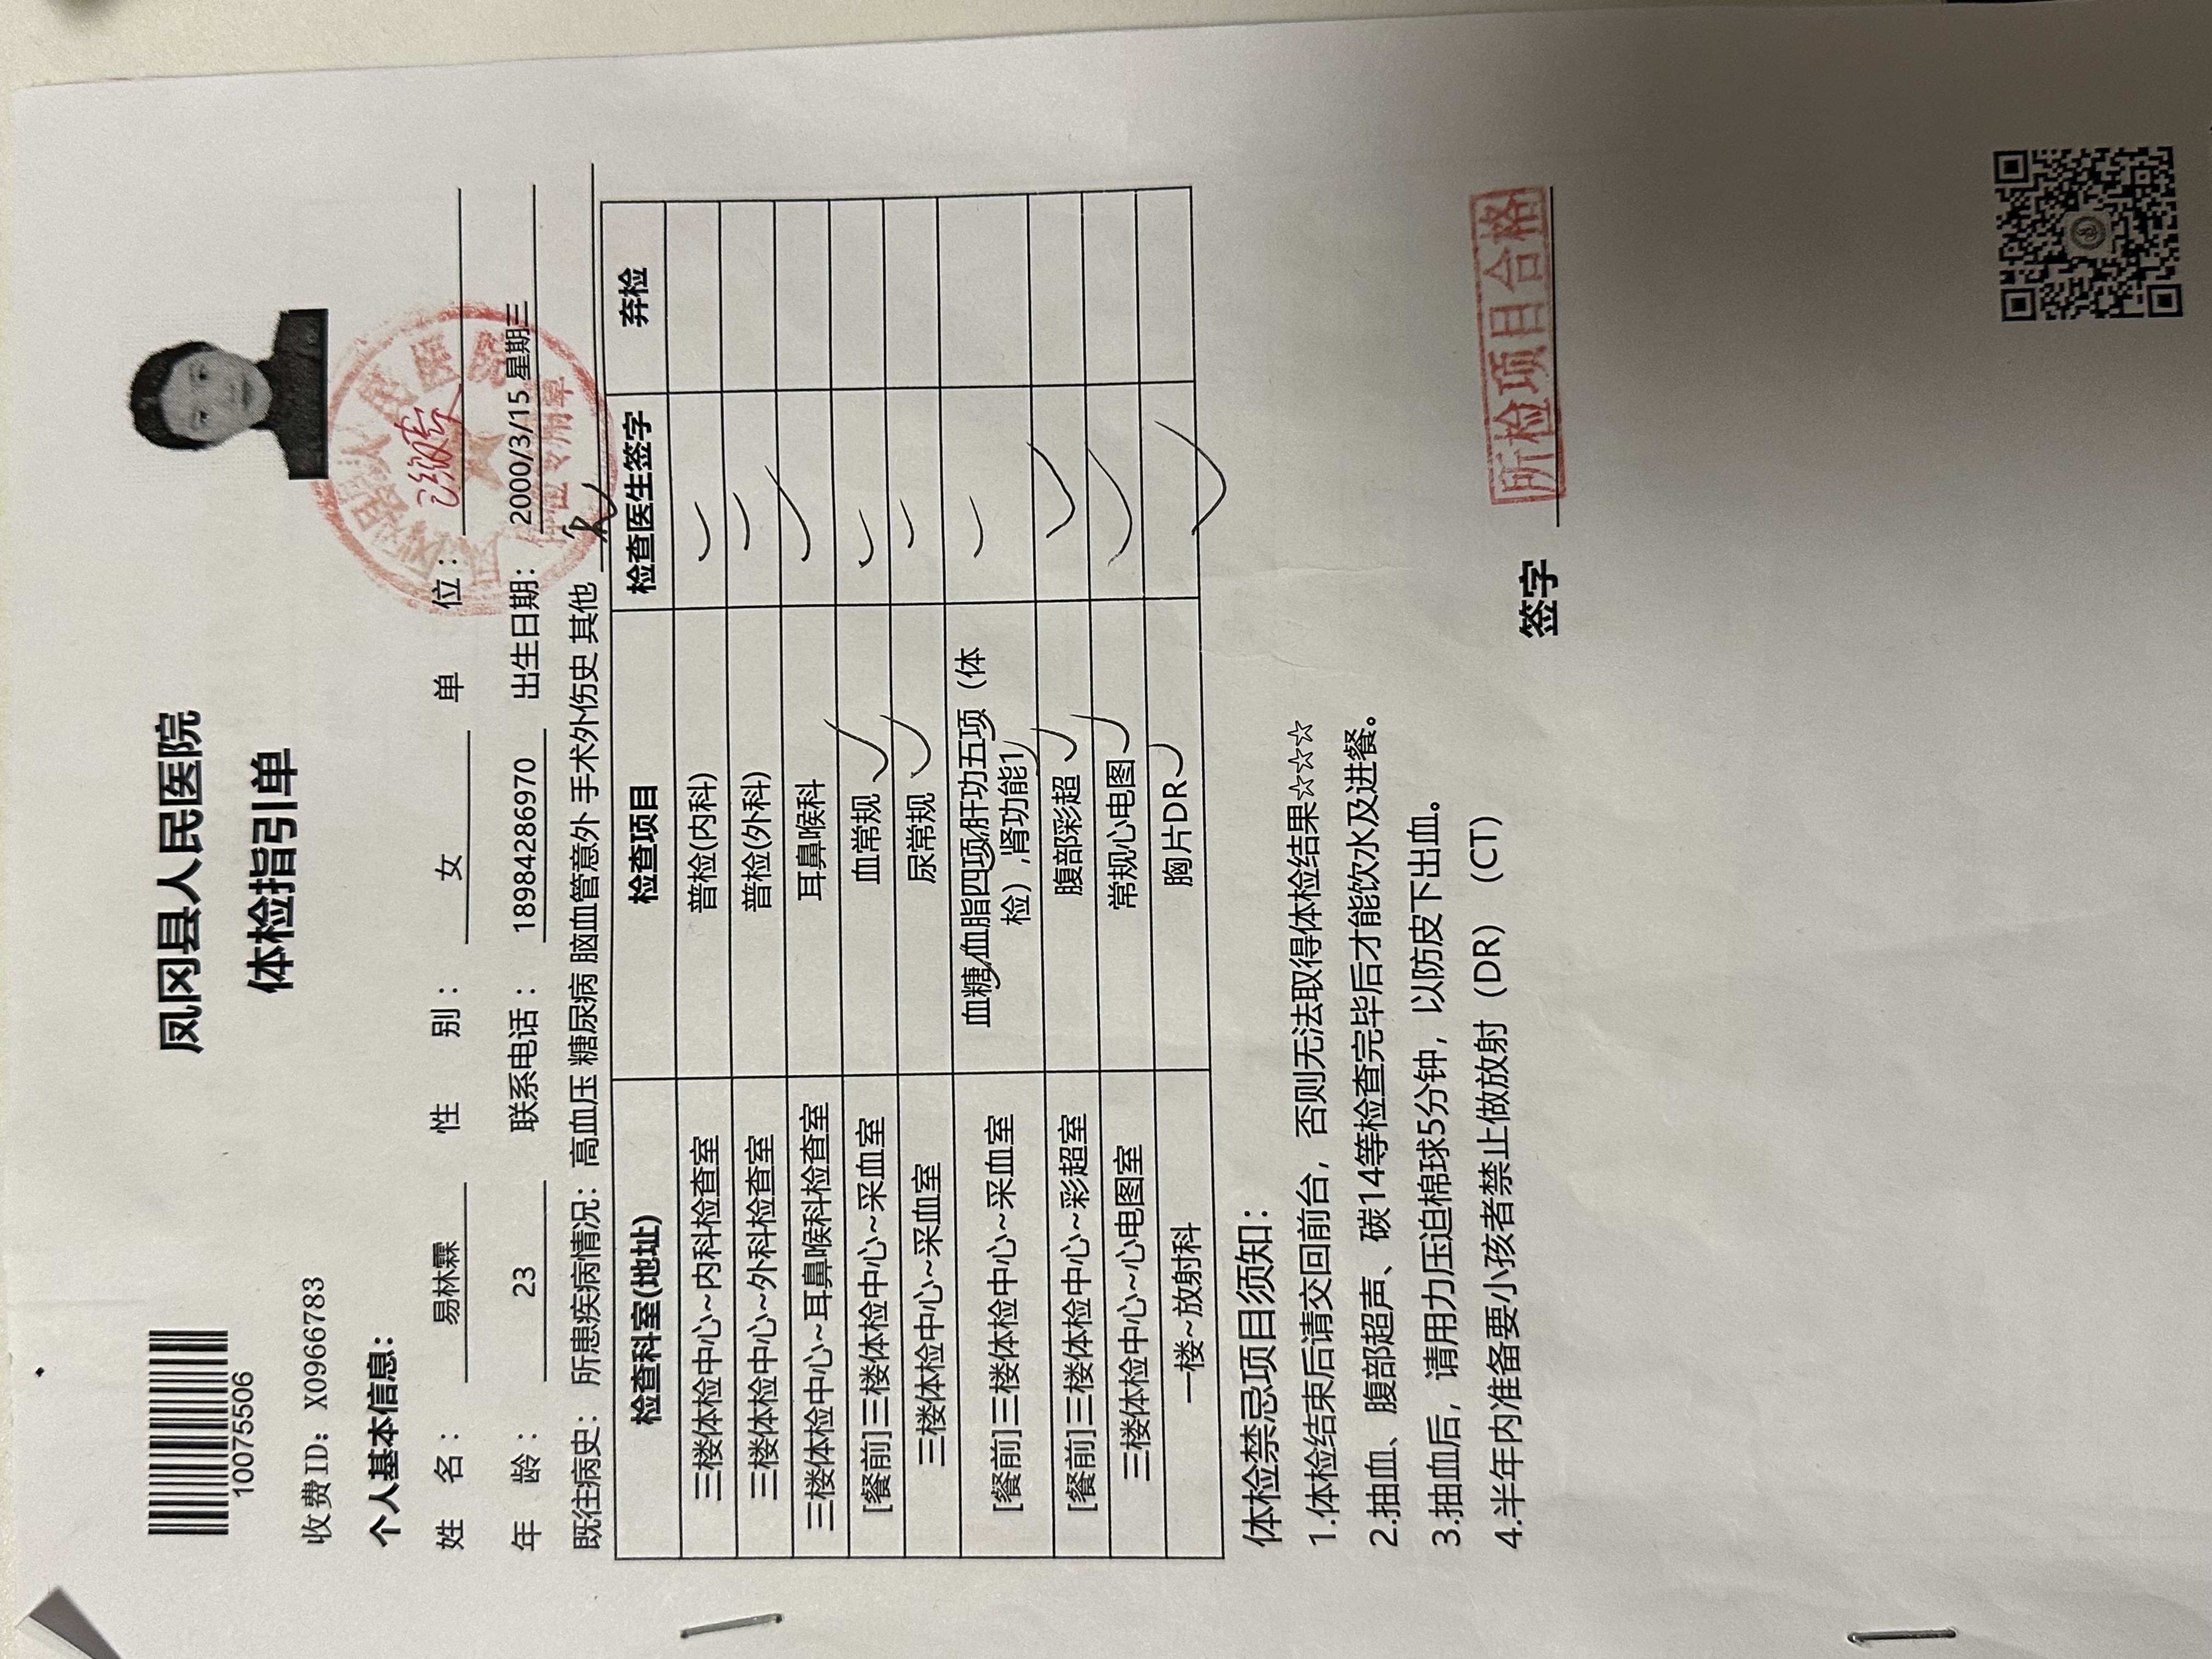 凤冈县人民医院
体检指引单
10075506
收费ID: X0966783
个人基本信息：
姓 名： 易林霖 性 别： 女 单 位：
年 龄： 23 联系电话： 18984286970 出生日期： 2000/3/15 星期三
既往病史： 所患疾病情况： 高血压 糖尿病 脑血管意外 手术外伤史 其他
检查科室(地址) 检查项目 检查医生签字 弃检
三楼体检中心~内科检查室 普检(内科)
三楼体检中心~外科检查室 普检(外科)
三楼体检中心~耳鼻喉科检查室 耳鼻喉科
[餐前]三楼体检中心~采血室 血常规
三楼体检中心~采血室 尿常规
[餐前]三楼体检中心~采血室 血糖,血脂四项,肝功五项（体
检）,肾功能1
[餐前]三楼体检中心~彩超室 腹部彩超
三楼体检中心~心电图室 常规心电图
一楼~放射科 胸片DR
体检禁忌项目须知：
1.体检结束后请交回前台，否则无法取得体检结果☆☆☆☆
2.抽血、腹部超声、碳14等检查完毕后才能饮水及进餐。
3.抽血后，请用力压迫棉球5分钟，以防皮下出血。
4.半年内准备要小孩者禁止做放射（DR）（CT）
签字 所检项目合格